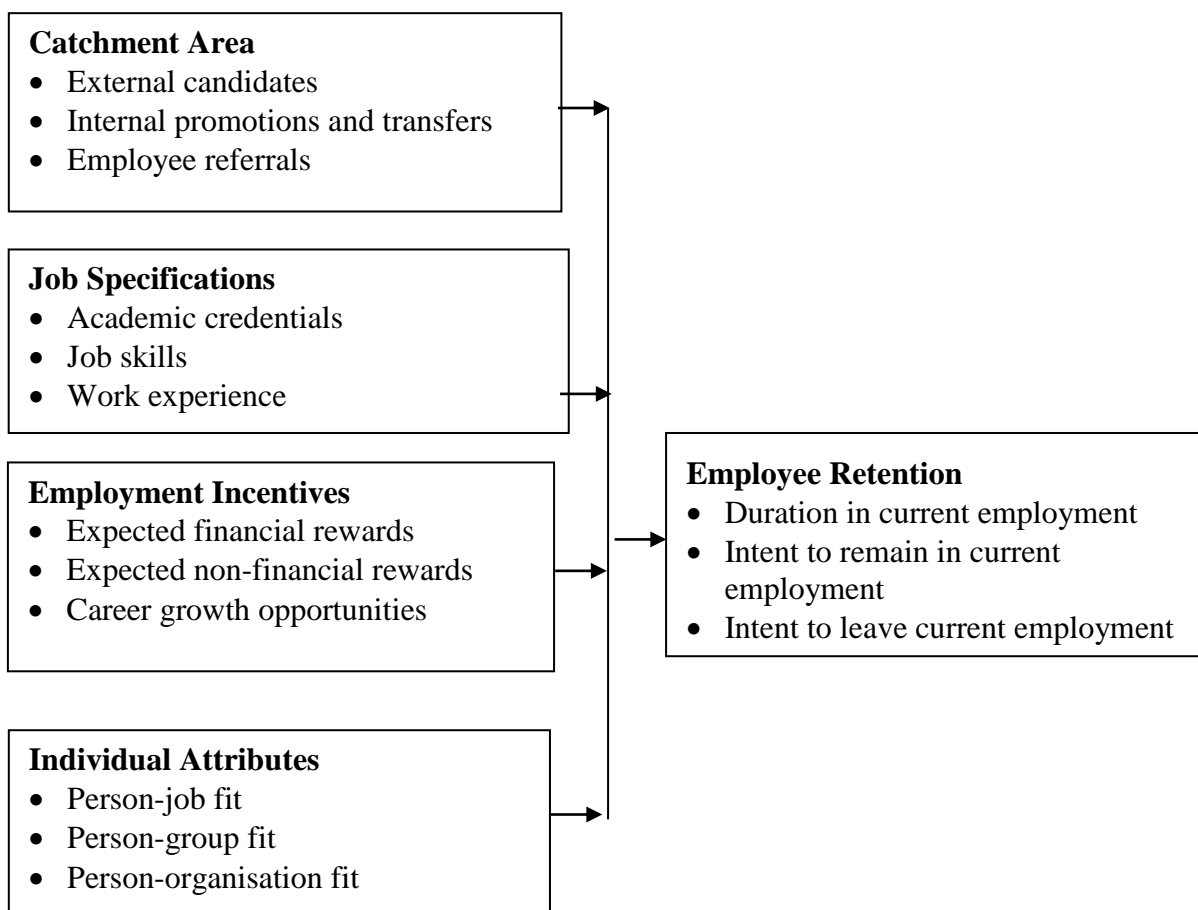 Catchment Area
• External candidates
• Internal promotions and transfers
• Employee referrals
Job Specifications
• Academic credentials
• Job skills
• Work experience
Employment Incentives
• Expected financial rewards
• Expected non-financial rewards
• Career growth opportunities
Individual Attributes
• Person-job fit
• Person-group fit
• Person-organisation fit
Employee Retention
• Duration in current employment
• Intent to remain in current
employment
• Intent to leave current employment